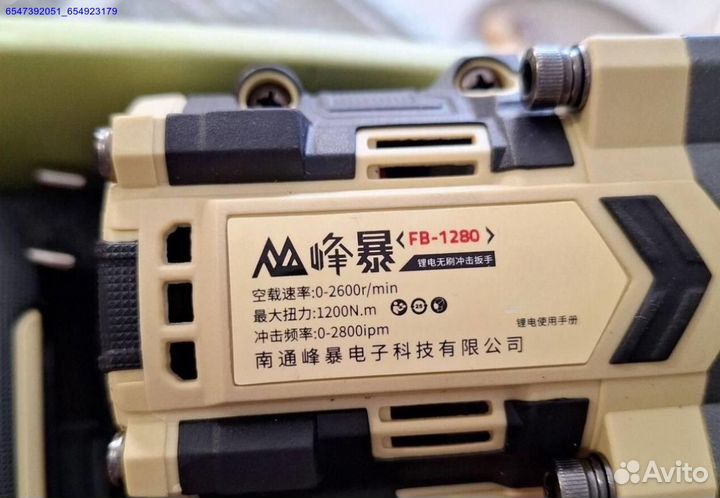 6547392051_654923179
峰暴 <FB-1280>
锂电无刷冲击扳手
空载速率:0-2600r/min
最大扭力:1200N.m
冲击频率:0-2800ipm
锂电使用手册
南通峰暴电子科技有限公司
Avito